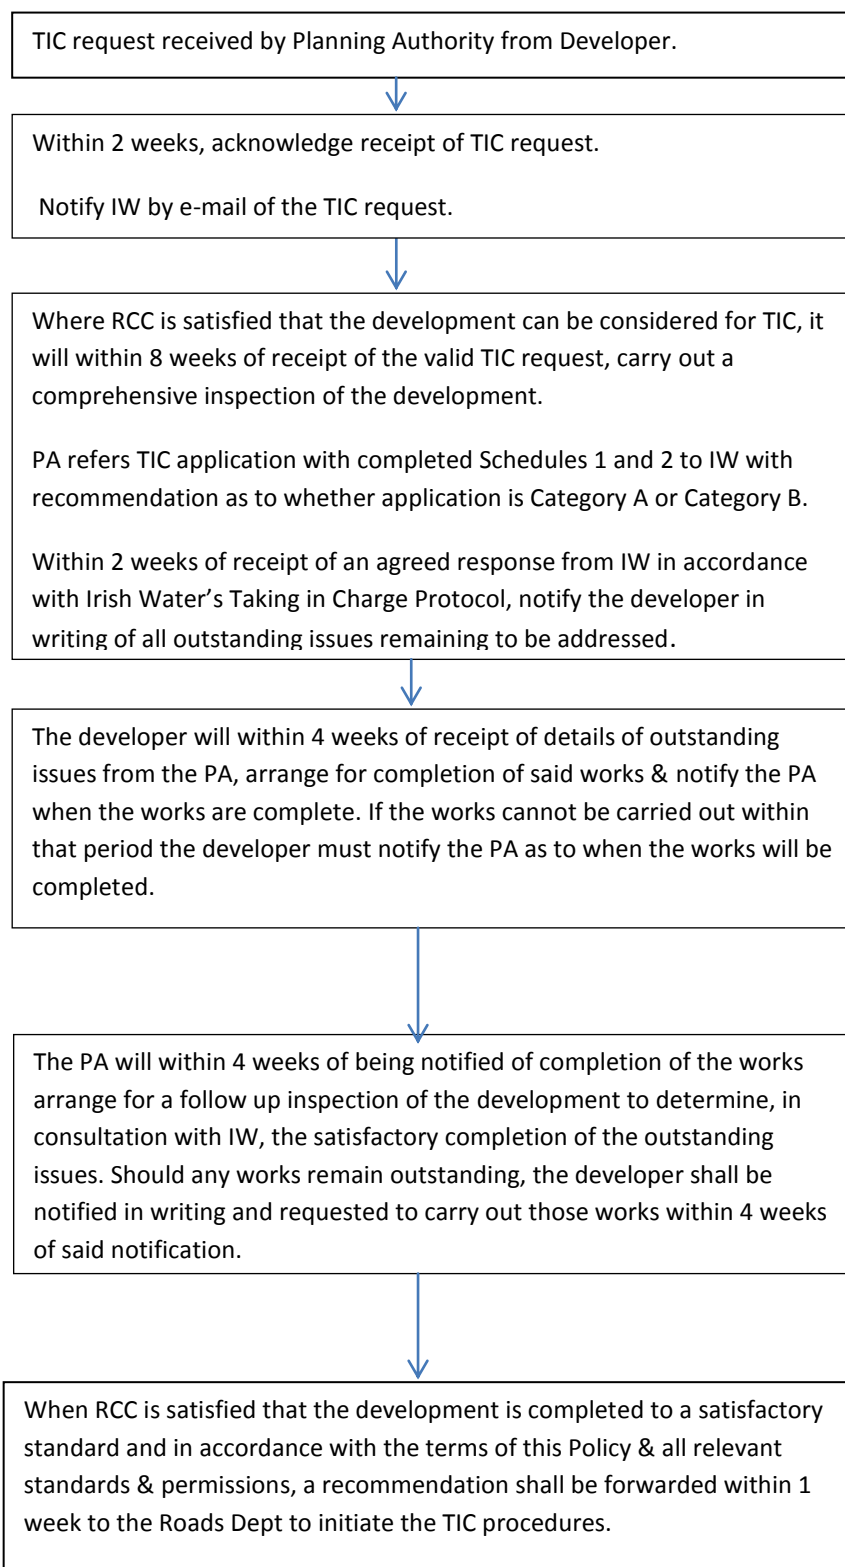 TIC request received by Planning Authority from Developer.
Within 2 weeks, acknowledge receipt of TIC request.
Notify IW by e-mail of the TIC request.
Where RCC is satisfied that the development can be considered for TIC, it
will within 8 weeks of receipt of the valid TIC request, carry out a
comprehensive inspection of the development.
PA refers TIC application with completed Schedules 1 and 2 to IW with
recommendation as to whether application is Category A or Category B.
Within 2 weeks of receipt of an agreed response from IW in accordance
with Irish Water’s Taking in Charge Protocol, notify the developer in
writing of all outstanding issues remaining to be addressed.
The developer will within 4 weeks of receipt of details of outstanding
issues from the PA, arrange for completion of said works & notify the PA
when the works are complete. If the works cannot be carried out within
that period the developer must notify the PA as to when the works will be
completed.
The PA will within 4 weeks of being notified of completion of the works
arrange for a follow up inspection of the development to determine, in
consultation with IW, the satisfactory completion of the outstanding
issues. Should any works remain outstanding, the developer shall be
notified in writing and requested to carry out those works within 4 weeks
of said notification.
When RCC is satisfied that the development is completed to a satisfactory
standard and in accordance with the terms of this Policy & all relevant
standards & permissions, a recommendation shall be forwarded within 1
week to the Roads Dept to initiate the TIC procedures.